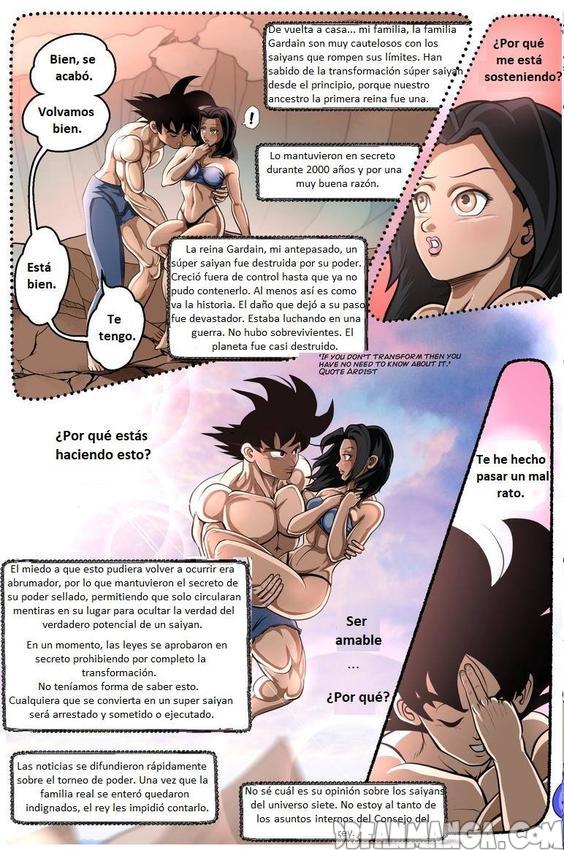 Bien, se
acabó.
Volvamos
bien.
Está
bien.
Te
tengo.
!
De vuelta a casa... mi familia, la familia
Gardain son muy cautelosos con los
saiyans que rompen sus límites. Han
sabido de la transformación súper saiyan
desde el principio, porque nuestro
ancestro la primera reina fue una.
Lo mantuvieron en secreto
durante 2000 años y por una
muy buena razón.
La reina Gardain, mi antepasado, un
súper saiyan fue destruida por su poder.
Creció fuera de control hasta que ya no
pudo contenerlo. Al menos así es como
va la historia. El daño que dejó a su paso
fue devastador. Estaba luchando en una
guerra. No hubo sobrevivientes. El
planeta fue casi destruido.
¿Por qué
me está
sosteniendo?
"IF YOU DON'T TRANSFORM THEN YOU
HAVE NO NEED TO KNOW ABOUT IT."
QUOTE ARDIST
¿Por qué estás
haciendo esto?
Te he hecho
pasar un mal
rato.
El miedo a que esto pudiera volver a ocurrir era
abrumador, por lo que mantuvieron el secreto de
su poder sellado, permitiendo que solo circularan
mentiras en su lugar para ocultar la verdad del
verdadero potencial de un saiyan.
En un momento, las leyes se aprobaron en
secreto prohibiendo por completo la
transformación.
No teníamos forma de saber esto.
Cualquiera que se convierta en un super saiyan
será arrestado y sometido o ejecutado.
Ser
amable
...
¿Por qué?
Las noticias se difundieron rápidamente
sobre el torneo de poder. Una vez que la
familia real se enteró quedaron
indignados, el rey les impidió contarlo.
No sé cuál es su opinión sobre los saiyans
del universo siete. No estoy al tanto de
los asuntos internos del Consejo del
rey.